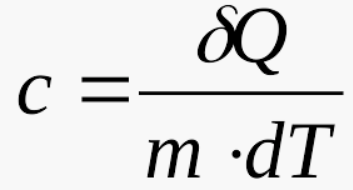 c = δQ / m · dT